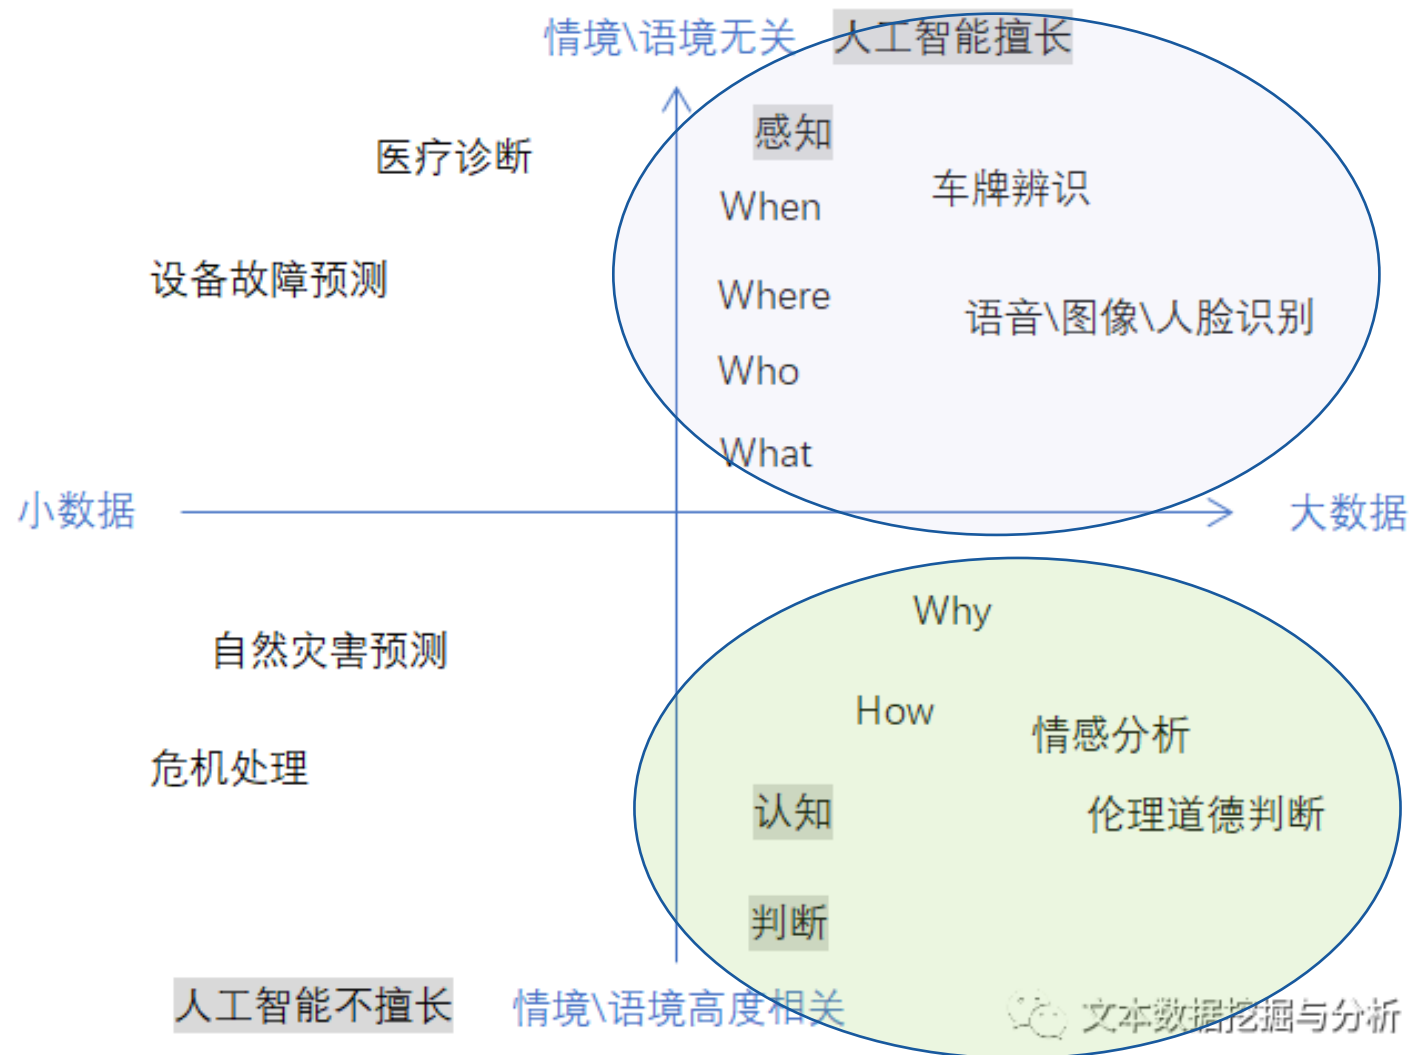 情境\语境无关 人工智能擅长
感知
医疗诊断
车牌辨识
When
设备故障预测
Where
语音\图像\人脸识别
Who
What
小数据
大数据
Why
自然灾害预测
How
情感分析
危机处理
认知
伦理道德判断
判断
人工智能不擅长
情境\语境高度相关
文本数据挖掘与分析